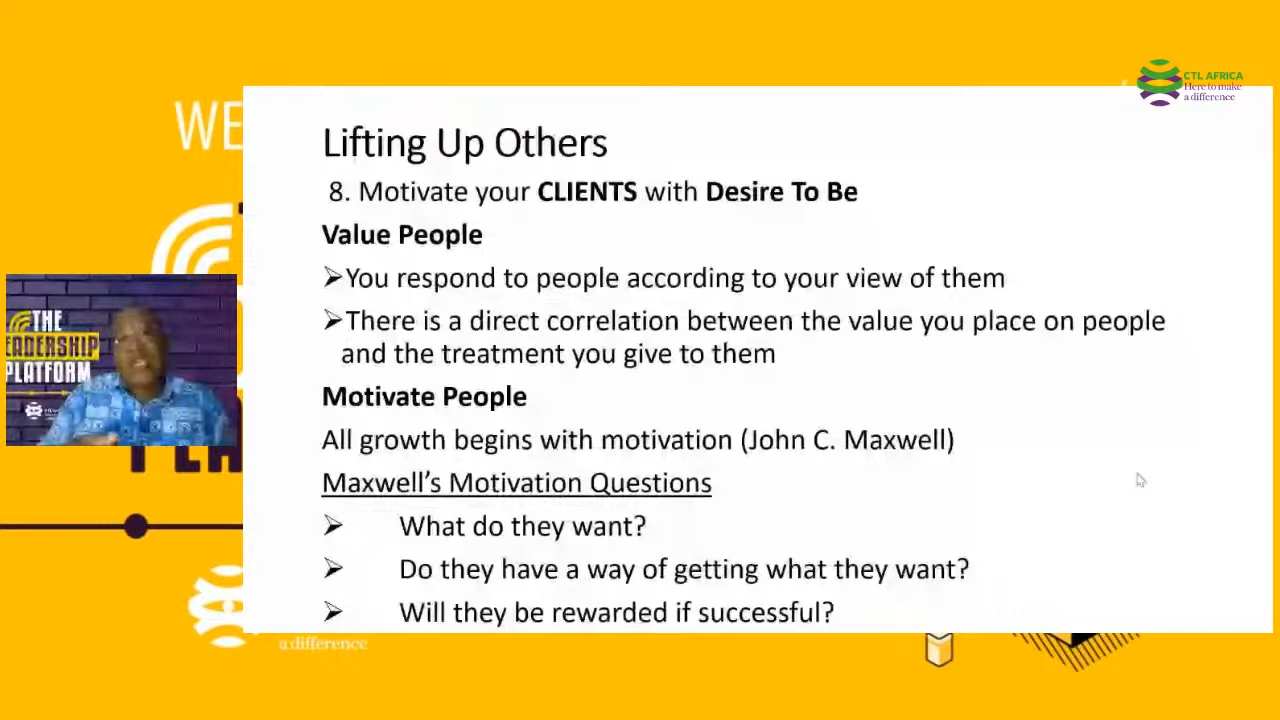 CTL AFRICA
Here to make
a difference
WE
Lifting Up Others
8. Motivate your CLIENTS with Desire To Be
Value People
➢You respond to people according to your view of them
➢There is a direct correlation between the value you place on people
and the treatment you give to them
Motivate People
All growth begins with motivation (John C. Maxwell)
Maxwell’s Motivation Questions
➢ What do they want?
➢ Do they have a way of getting what they want?
➢ Will they be rewarded if successful?
THE
EADERSHIP
PLATFORM
a difference